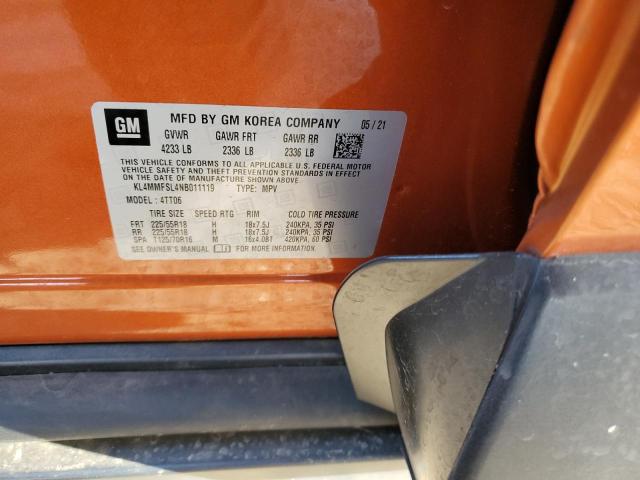 GM MFD BY GM KOREA COMPANY 05 / 21
GVWR GAWR FRT GAWR RR
4233 LB 2336 LB 2336 LB
THIS VEHICLE CONFORMS TO ALL APPLICABLE U.S. FEDERAL MOTOR
VEHICLE SAFETY AND THEFT PREVENTION STANDARDS IN EFFECT
ON THE DATE OF MANUFACTURE SHOWN ABOVE.
KL4MMFSL4NB011119 TYPE: MPV
MODEL : 4TT06
TIRE SIZE SPEED RTG RIM COLD TIRE PRESSURE
FRT 225/55R18 H 18x7.5J 240KPA, 35 PSI
RR 225/55R18 H 18x7.5J 240KPA, 35 PSI
SPA T125/70R16 M 16x4.0BT 420KPA, 60 PSI
SEE OWNER'S MANUAL FOR MORE INFORMATION.